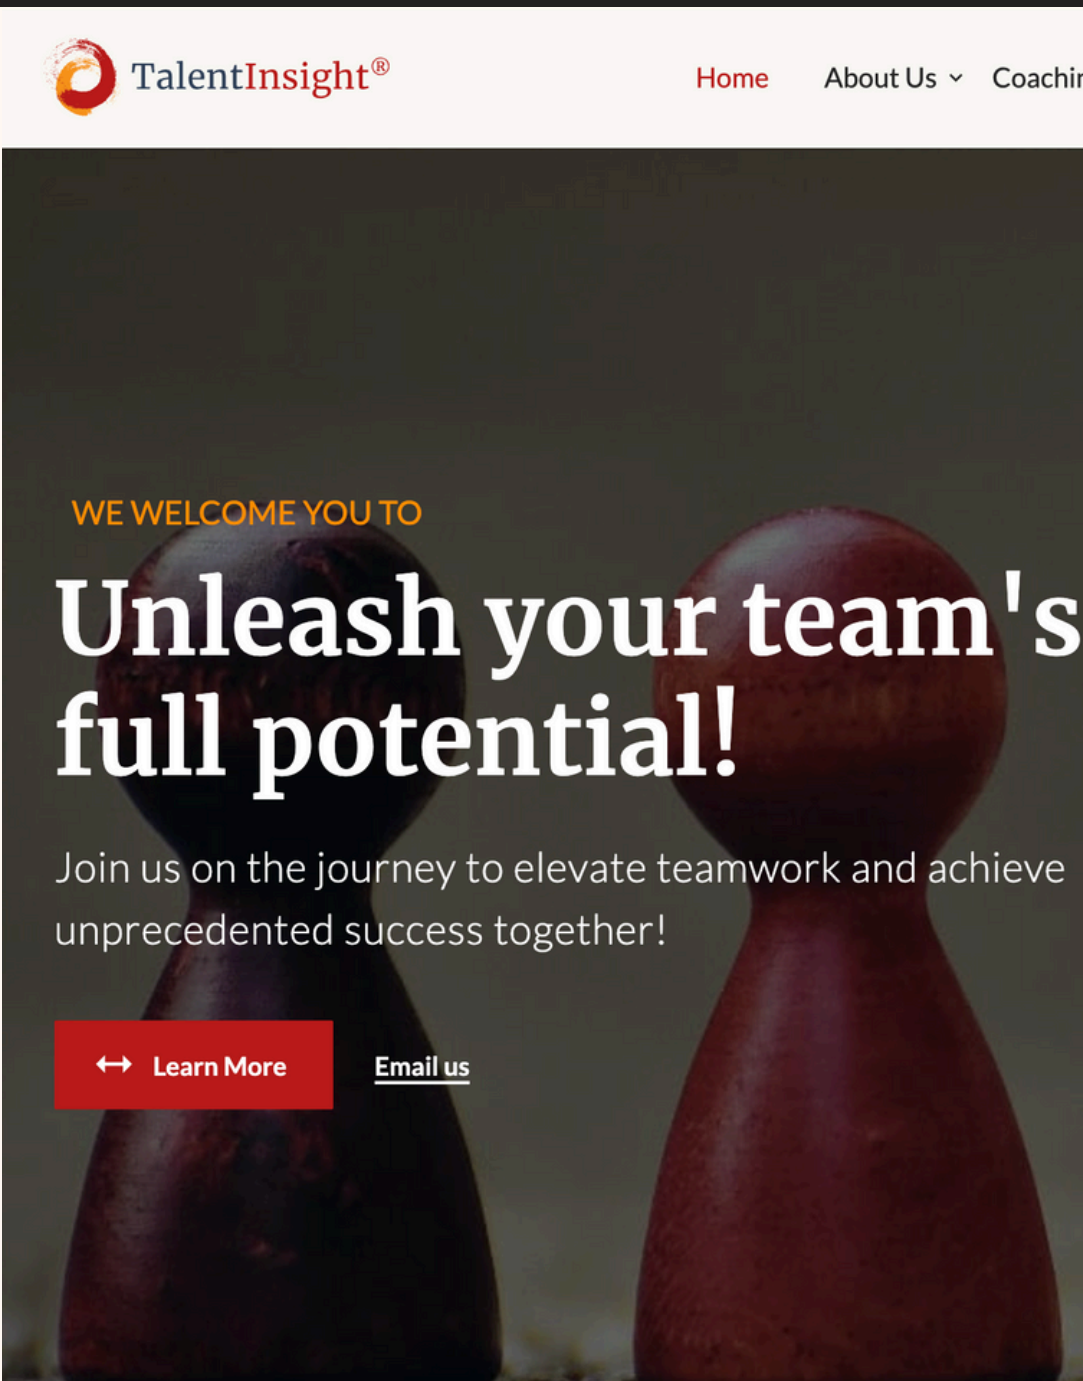 TalentInsight®
Home About Us Coachin
WE WELCOME YOU TO
Unleash your team's
full potential!
Join us on the journey to elevate teamwork and achieve
unprecedented success together!
Learn More Email us